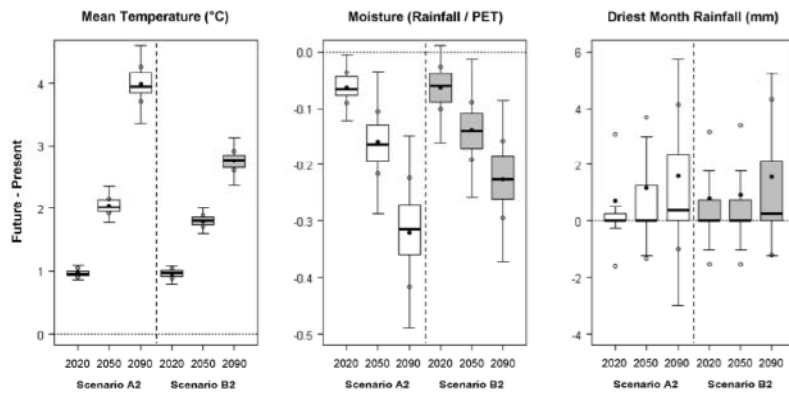 Mean Temperature (°C)
Moisture (Rainfall / PET)
Driest Month Rainfall (mm)
Future - Present
4
3
2
1
0
0.0
-0.1
-0.2
-0.3
-0.4
-0.5
6
4
2
0
-2
-4
2020 2050 2090 2020 2050 2090
Scenario A2 Scenario B2
2020 2050 2090 2020 2050 2090
Scenario A2 Scenario B2
2020 2050 2090 2020 2050 2090
Scenario A2 Scenario B2